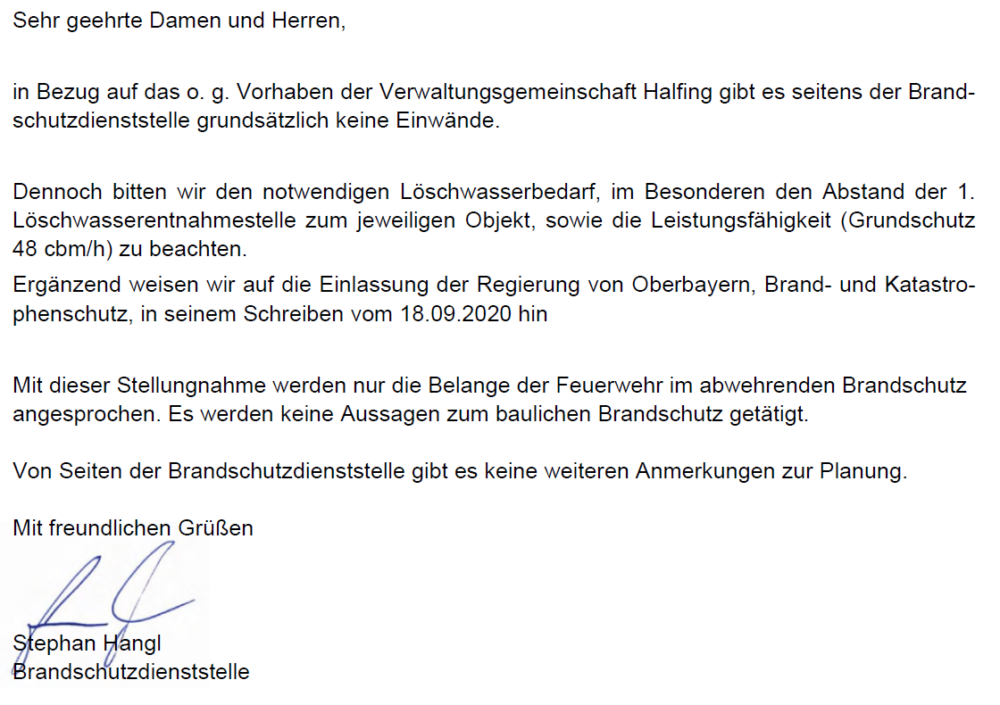 Sehr geehrte Damen und Herren,
in Bezug auf das o. g. Vorhaben der Verwaltungsgemeinschaft Halfing gibt es seitens der Brand-
schutzdienststelle grundsätzlich keine Einwände.
Dennoch bitten wir den notwendigen Löschwasserbedarf, im Besonderen den Abstand der 1.
Löschwasserentnahmestelle zum jeweiligen Objekt, sowie die Leistungsfähigkeit (Grundschutz
48 cbm/h) zu beachten.
Ergänzend weisen wir auf die Einlassung der Regierung von Oberbayern, Brand- und Katastro-
phenschutz, in seinem Schreiben vom 18.09.2020 hin
Mit dieser Stellungnahme werden nur die Belange der Feuerwehr im abwehrenden Brandschutz
angesprochen. Es werden keine Aussagen zum baulichen Brandschutz getätigt.
Von Seiten der Brandschutzdienststelle gibt es keine weiteren Anmerkungen zur Planung.
Mit freundlichen Grüßen
Stephan Hangl
Brandschutzdienststelle